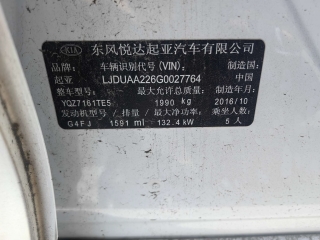 KIA 东风悦达起亚汽车有限公司
车辆识别代号(VIN): 制造国:
起亚 LJDUAA226G0027764 中国
整车型号: 最大允许总质量: 制造年月:
YQZ7161TE5 1990 kg 2016/10
发动机型号/排量/最大净功率: 乘坐人数:
G4FJ 1591 ml 132.4 kW 5 人